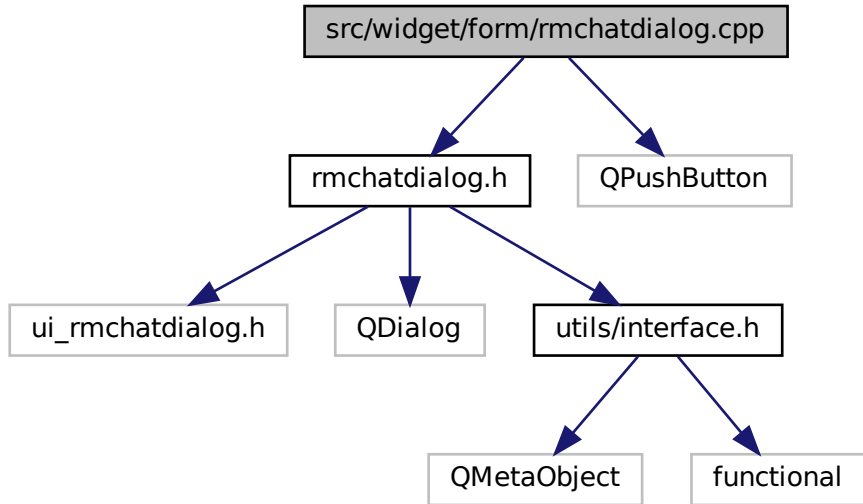 src/widget/form/rmchatdialog.cpp
rmchatdialog.h
QPushButton
ui_rmchatdialog.h
QDialog
utils/interface.h
QMetaObject
functional